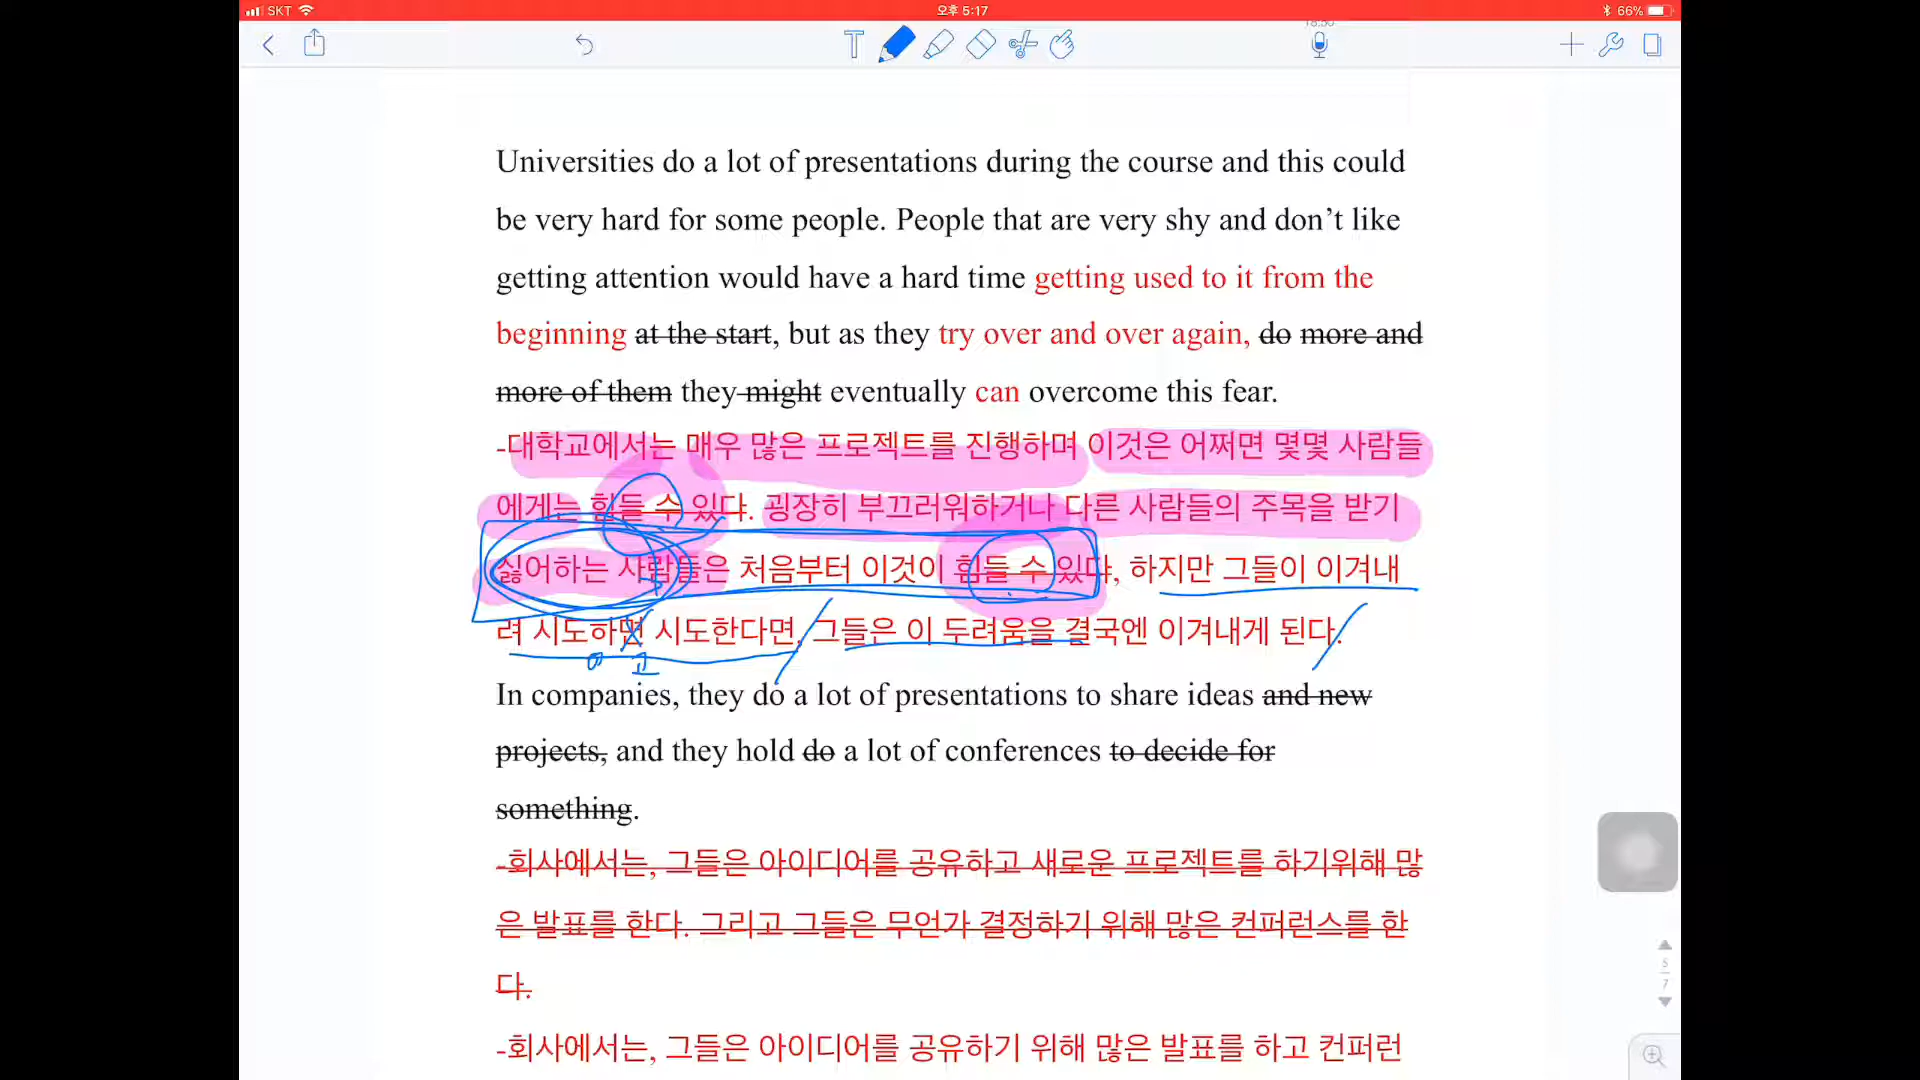 SKT
오후 5:17
66%
T
Universities do a lot of presentations during the course and this could
be very hard for some people. People that are very shy and don’t like
getting attention would have a hard time getting used to it from the
beginning at the start, but as they try over and over again, do more and
more of them they might eventually can overcome this fear.
-대학교에서는 매우 많은 프로젝트를 진행하며 이것은 어쩌면 몇몇 사람들
에게는 힘들 수 있다. 굉장히 부끄러워하거나 다른 사람들의 주목을 받기
싫어하는 사람들은 처음부터 이것이 힘들 수 있다, 하지만 그들이 이겨내
려 시도하면 시도한다면, 그들은 이 두려움을 결국엔 이겨내게 된다.
고
In companies, they do a lot of presentations to share ideas and new
projects, and they hold do a lot of conferences to decide for
something.
-회사에서는, 그들은 아이디어를 공유하고 새로운 프로젝트를 하기위해 많
은 발표를 한다. 그리고 그들은 무언가 결정하기 위해 많은 컨퍼런스를 한
다.
-회사에서는, 그들은 아이디어를 공유하기 위해 많은 발표를 하고 컨퍼런
5
7